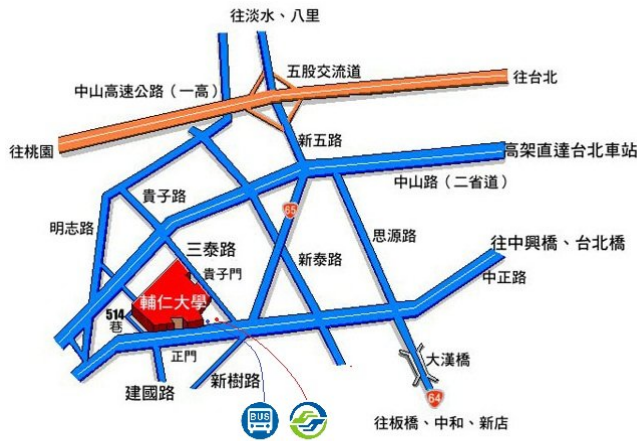 往淡水、八里
五股交流道
往台北
中山高速公路（一高）
往桃園
新五路
高架直達台北車站
中山路（二省道）
貴子路
明志路
65
思源路
三泰路
新泰路
往中興橋、台北橋
貴子門
中正路
輔仁大學
514
巷
正門
大漢橋
建國路
新樹路
64
BUS
往板橋、中和、新店